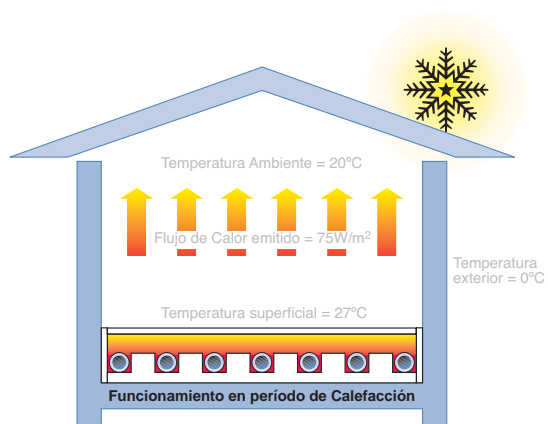 Temperatura Ambiente = 20ºC
Flujo de Calor emitido = 75W/m²
Temperatura
exterior = 0ºC
Temperatura superficial = 27ºC
Funcionamiento en período de Calefacción